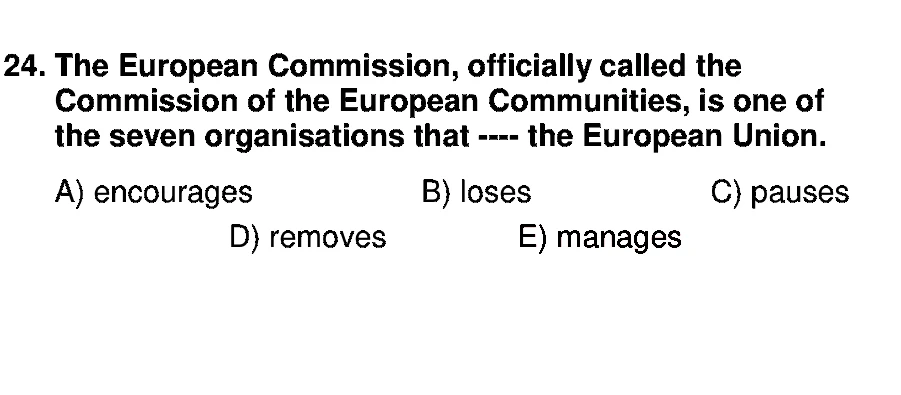 24. The European Commission, officially called the
Commission of the European Communities, is one of
the seven organisations that ---- the European Union.
A) encourages B) loses C) pauses
D) removes E) manages